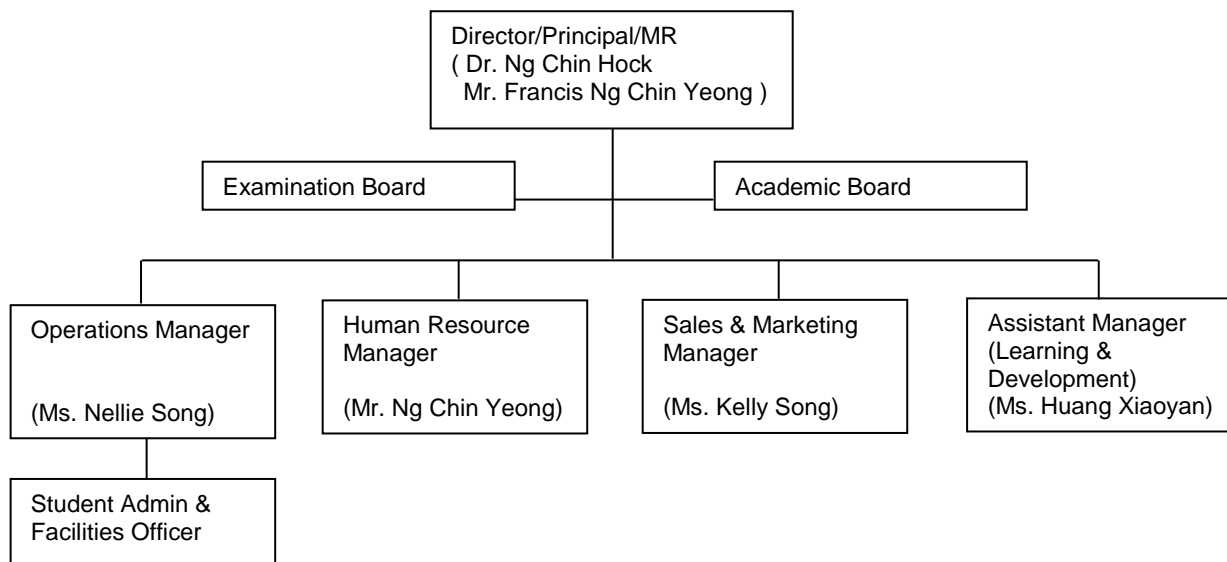 Director/Principal/MR
( Dr. Ng Chin Hock
Mr. Francis Ng Chin Yeong )
Examination Board
Academic Board
Operations Manager
(Ms. Nellie Song)
Human Resource
Manager
(Mr. Ng Chin Yeong)
Sales & Marketing
Manager
(Ms. Kelly Song)
Assistant Manager
(Learning &
Development)
(Ms. Huang Xiaoyan)
Student Admin &
Facilities Officer